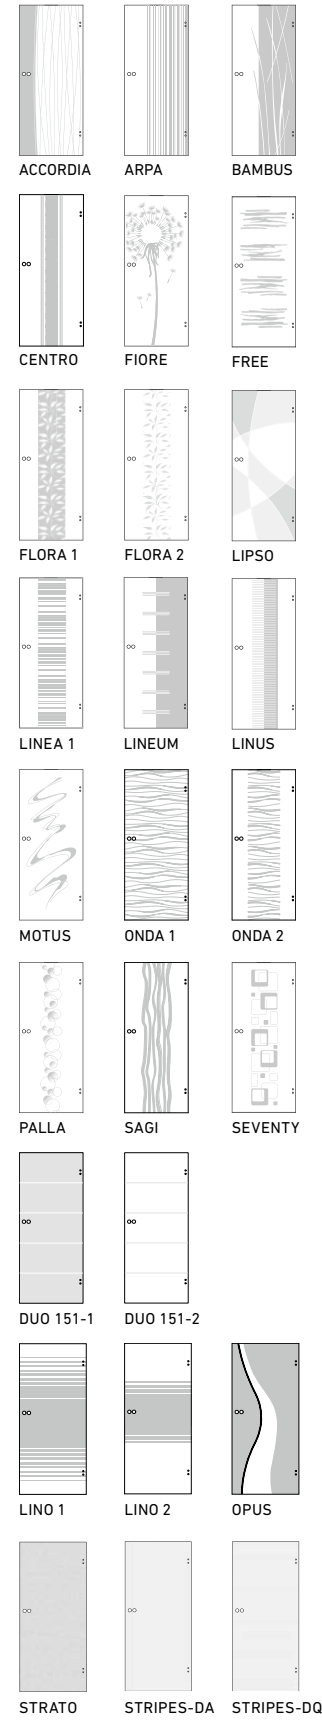 ACCORDIA ARPA BAMBUS
CENTRO FIORE FREE
FLORA 1 FLORA 2 LIPSO
LINEA 1 LINEUM LINUS
MOTUS ONDA 1 ONDA 2
PALLA SAGI SEVENTY
DUO 151-1 DUO 151-2
LINO 1 LINO 2 OPUS
STRATO STRIPES-DA STRIPES-DQ